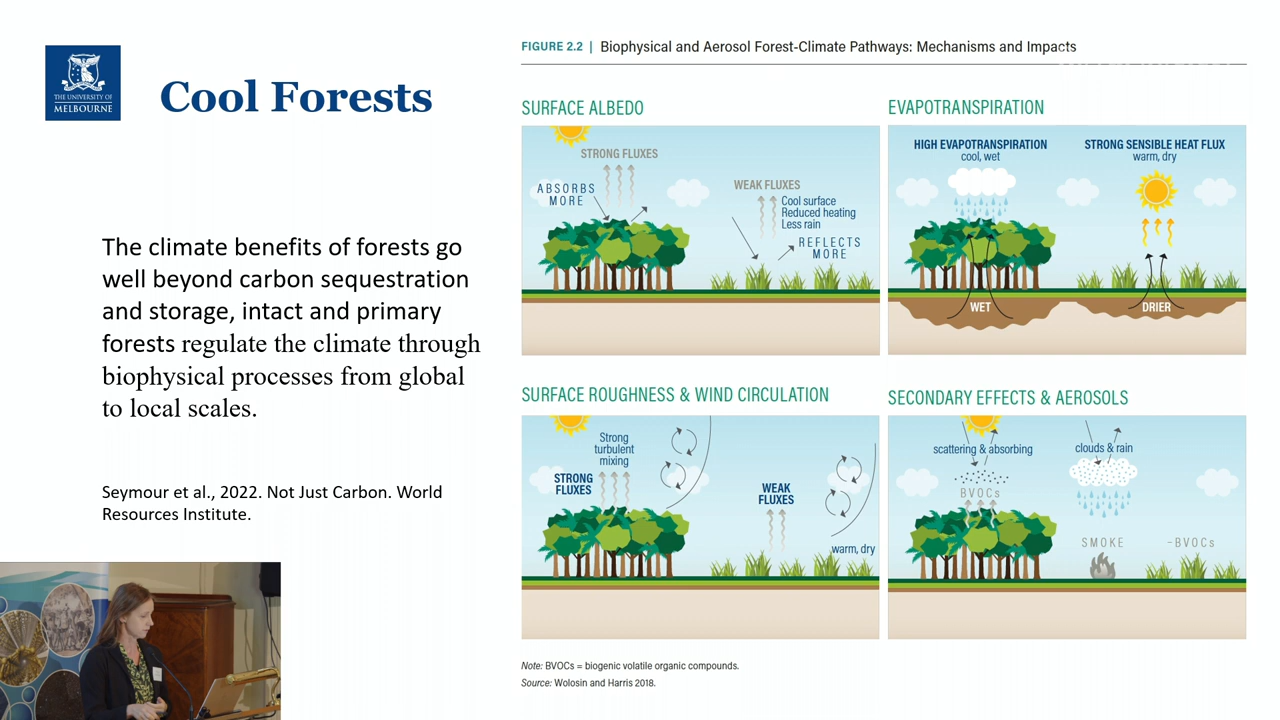 THE UNIVERSITY OF
MELBOURNE
Cool Forests
The climate benefits of forests go
well beyond carbon sequestration
and storage, intact and primary
forests regulate the climate through
biophysical processes from global
to local scales.
Seymour et al., 2022. Not Just Carbon. World
Resources Institute.
FIGURE 2.2 | Biophysical and Aerosol Forest-Climate Pathways: Mechanisms and Impacts
SURFACE ALBEDO
STRONG FLUXES
ABSORBS
MORE
WEAK FLUXES
Cool surface
Reduced heating
Less rain
REFLECTS
MORE
EVAPOTRANSPIRATION
HIGH EVAPOTRANSPIRATION
cool, wet
STRONG SENSIBLE HEAT FLUX
warm, dry
WET
DRIER
SURFACE ROUGHNESS & WIND CIRCULATION
Strong
turbulent
mixing
STRONG
FLUXES
WEAK
FLUXES
warm, dry
SECONDARY EFFECTS & AEROSOLS
scattering & absorbing
BVOCs
clouds & rain
SMOKE
-BVOCs
Note: BVOCs = biogenic volatile organic compounds.
Source: Wolosin and Harris 2018.